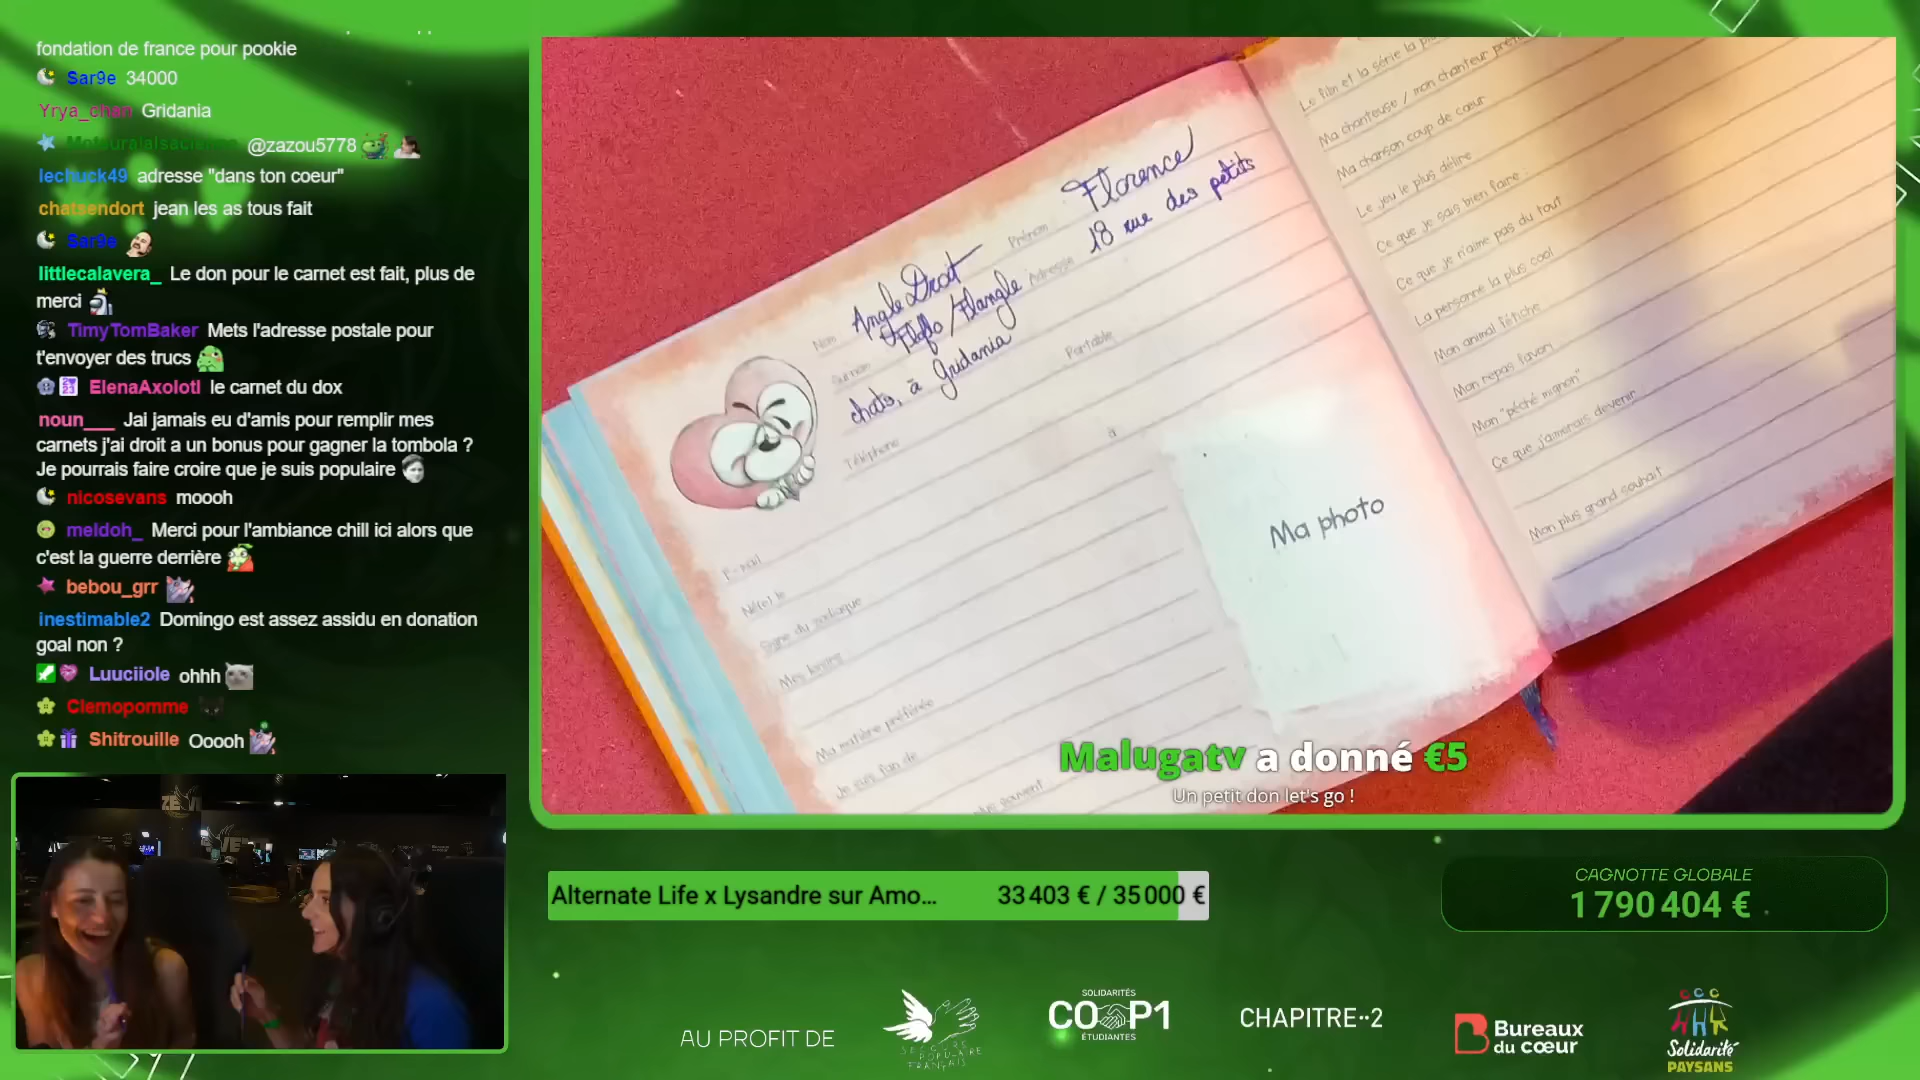 fondation de france pour pookie
Sar9e 34000
Yrya_chan Gridania
@zazou5778
lechuck49 adresse "dans ton coeur"
chatsendort jean les as tous fait
Sar9e
littlecalavera_ Le don pour le carnet est fait, plus de
merci
TimyTomBaker Mets l'adresse postale pour
t'envoyer des trucs
ElenaAxolotl le carnet du dox
noun___ Jai jamais eu d'amis pour remplir mes
carnets j'ai droit a un bonus pour gagner la tombola ?
Je pourrais faire croire que je suis populaire
nicosevans moooh
meldoh_ Merci pour l'ambiance chill ici alors que
c'est la guerre derrière
bebou_grr
inestimable2 Domingo est assez assidu en donation
goal non ?
Luuciiole ohhh
Clemopomme
Shitrouille Ooooh
Nom Angle Droit Prénom Florence
Surnom Floflo / Flangle Adresse 18 rue des petits
chats, à Gridania
Téléphone Portable
E-mail à
Né(e) le
Signe du zodiaque
Mes loisirs
Ma matière préférée
Je suis fan de
plus souvent
Ma photo
Le film et la série la plus
Ma chanteuse / mon chanteur préf
Ma chanson coup de cœur
Le jeu le plus délire
Ce que je sais bien faire
Ce que je n'aime pas du tout
La personne la plus cool
Mon animal fétiche
Mon repas favori
Mon "péché mignon"
Ce que j'aimerais devenir
Mon plus grand souhait
Malugatv a donné €5
Un petit don let's go !
Alternate Life x Lysandre sur Amo... 33 403 € / 35 000 €
CAGNOTTE GLOBALE
1 790 404 €
AU PROFIT DE
SECOURS
POPULAIRE
FRANÇAIS
SOLIDARITÉS
COP1
ÉTUDIANTES
CHAPITRE··2
Bureaux
du cœur
Solidarité
PAYSANS